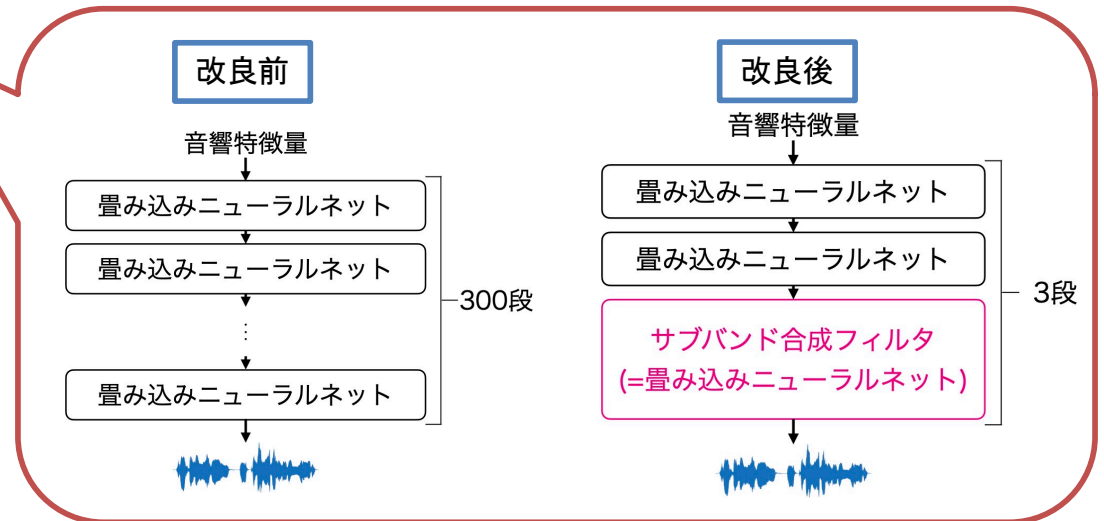 改良前
音響特徴量
畳み込みニューラルネット
畳み込みニューラルネット
⋮
畳み込みニューラルネット
300段
改良後
音響特徴量
畳み込みニューラルネット
畳み込みニューラルネット
サブバンド合成フィルタ
(=畳み込みニューラルネット)
3段